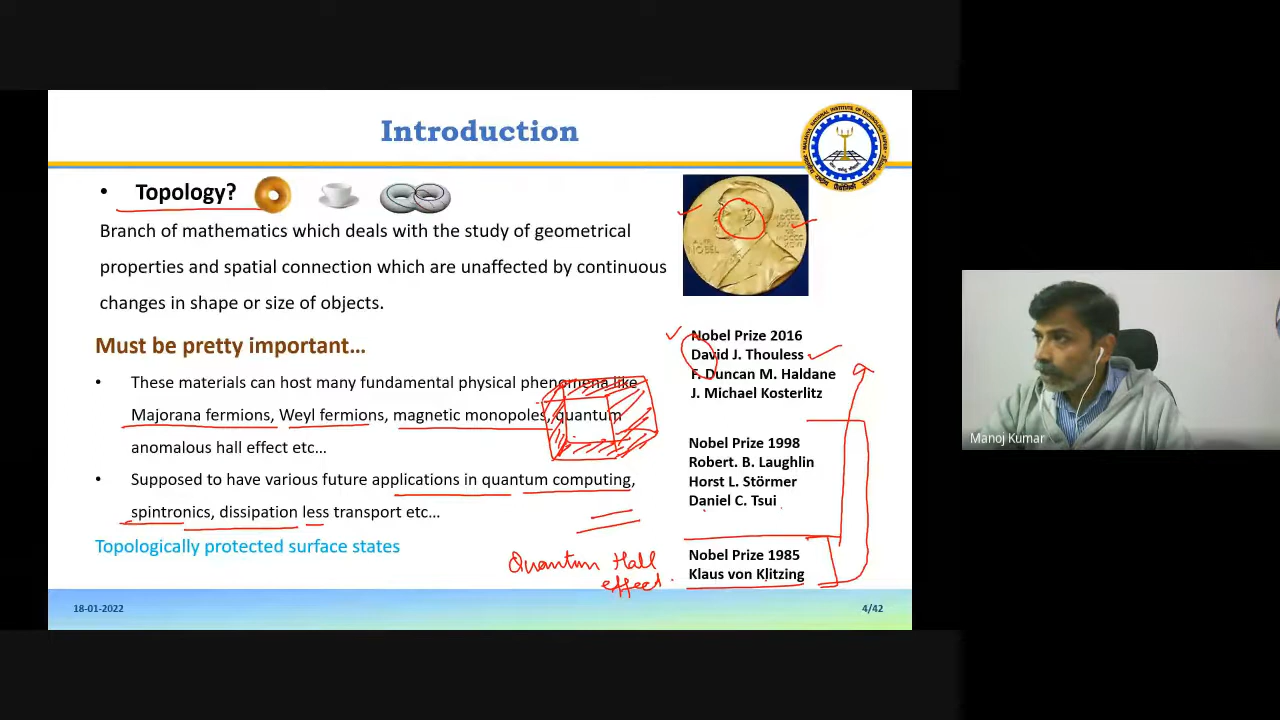 Introduction
• Topology?
Branch of mathematics which deals with the study of geometrical
properties and spatial connection which are unaffected by continuous
changes in shape or size of objects.
Must be pretty important…
• These materials can host many fundamental physical phenomena like
Majorana fermions, Weyl fermions, magnetic monopoles, quantum
anomalous hall effect etc…
• Supposed to have various future applications in quantum computing,
spintronics, dissipation less transport etc…
Topologically protected surface states
Quantum Hall
effect.
Nobel Prize 2016
David J. Thouless
F. Duncan M. Haldane
J. Michael Kosterlitz
Nobel Prize 1998
Robert. B. Laughlin
Horst L. Störmer
Daniel C. Tsui
Nobel Prize 1985
Klaus von Klitzing
18-01-2022
4/42
Manoj Kumar